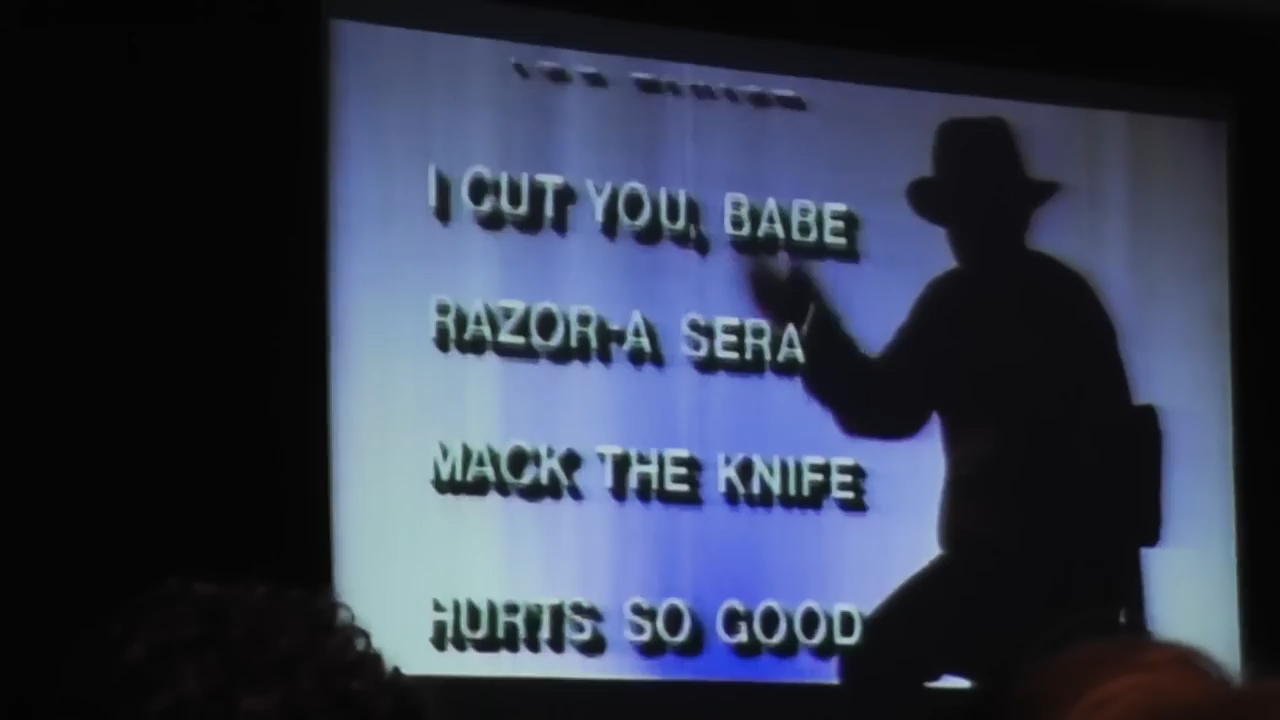 I CUT YOU, BABE
RAZOR-A SERA
MACK THE KNIFE
HURTS SO GOOD